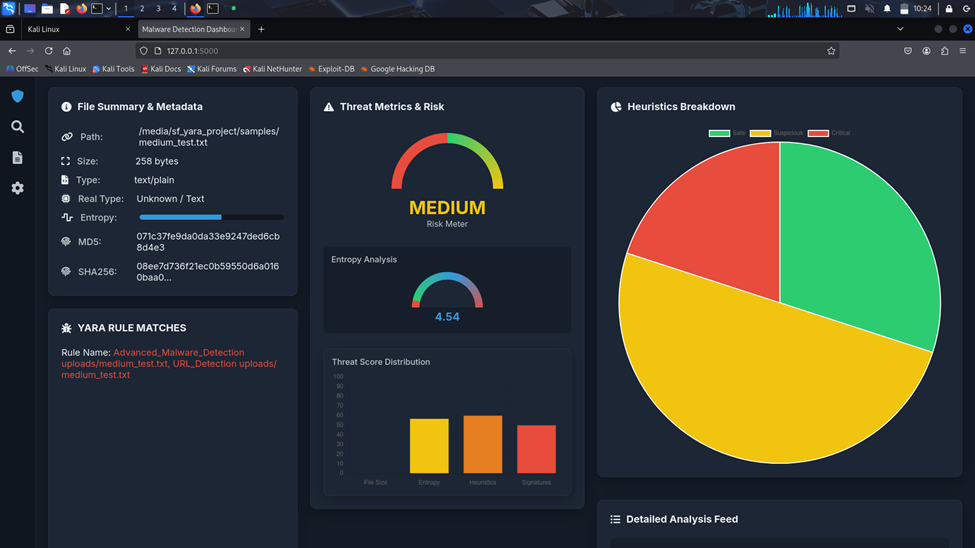 1 2 3 4
10:24
Kali Linux
Malware Detection Dashboa
127.0.0.1:5000
OffSec Kali Linux Kali Tools Kali Docs Kali Forums Kali NetHunter Exploit-DB Google Hacking DB
File Summary & Metadata
Path: /media/sf_yara_project/samples/
medium_test.txt
Size: 258 bytes
Type: text/plain
Real Type: Unknown / Text
Entropy:
MD5: 071c37fe9da0da33e9247ded6cb
8d4e3
SHA256: 08ee7d736f21ec0b59550d6a016
0baa0...
YARA RULE MATCHES
Rule Name: Advanced_Malware_Detection
uploads/medium_test.txt, URL_Detection uploads/
medium_test.txt
Threat Metrics & Risk
MEDIUM
Risk Meter
Entropy Analysis
4.54
Threat Score Distribution
100
90
80
70
60
50
40
30
20
10
0
File Size Entropy Heuristics Signatures
Heuristics Breakdown
Safe Suspicious Critical
Detailed Analysis Feed